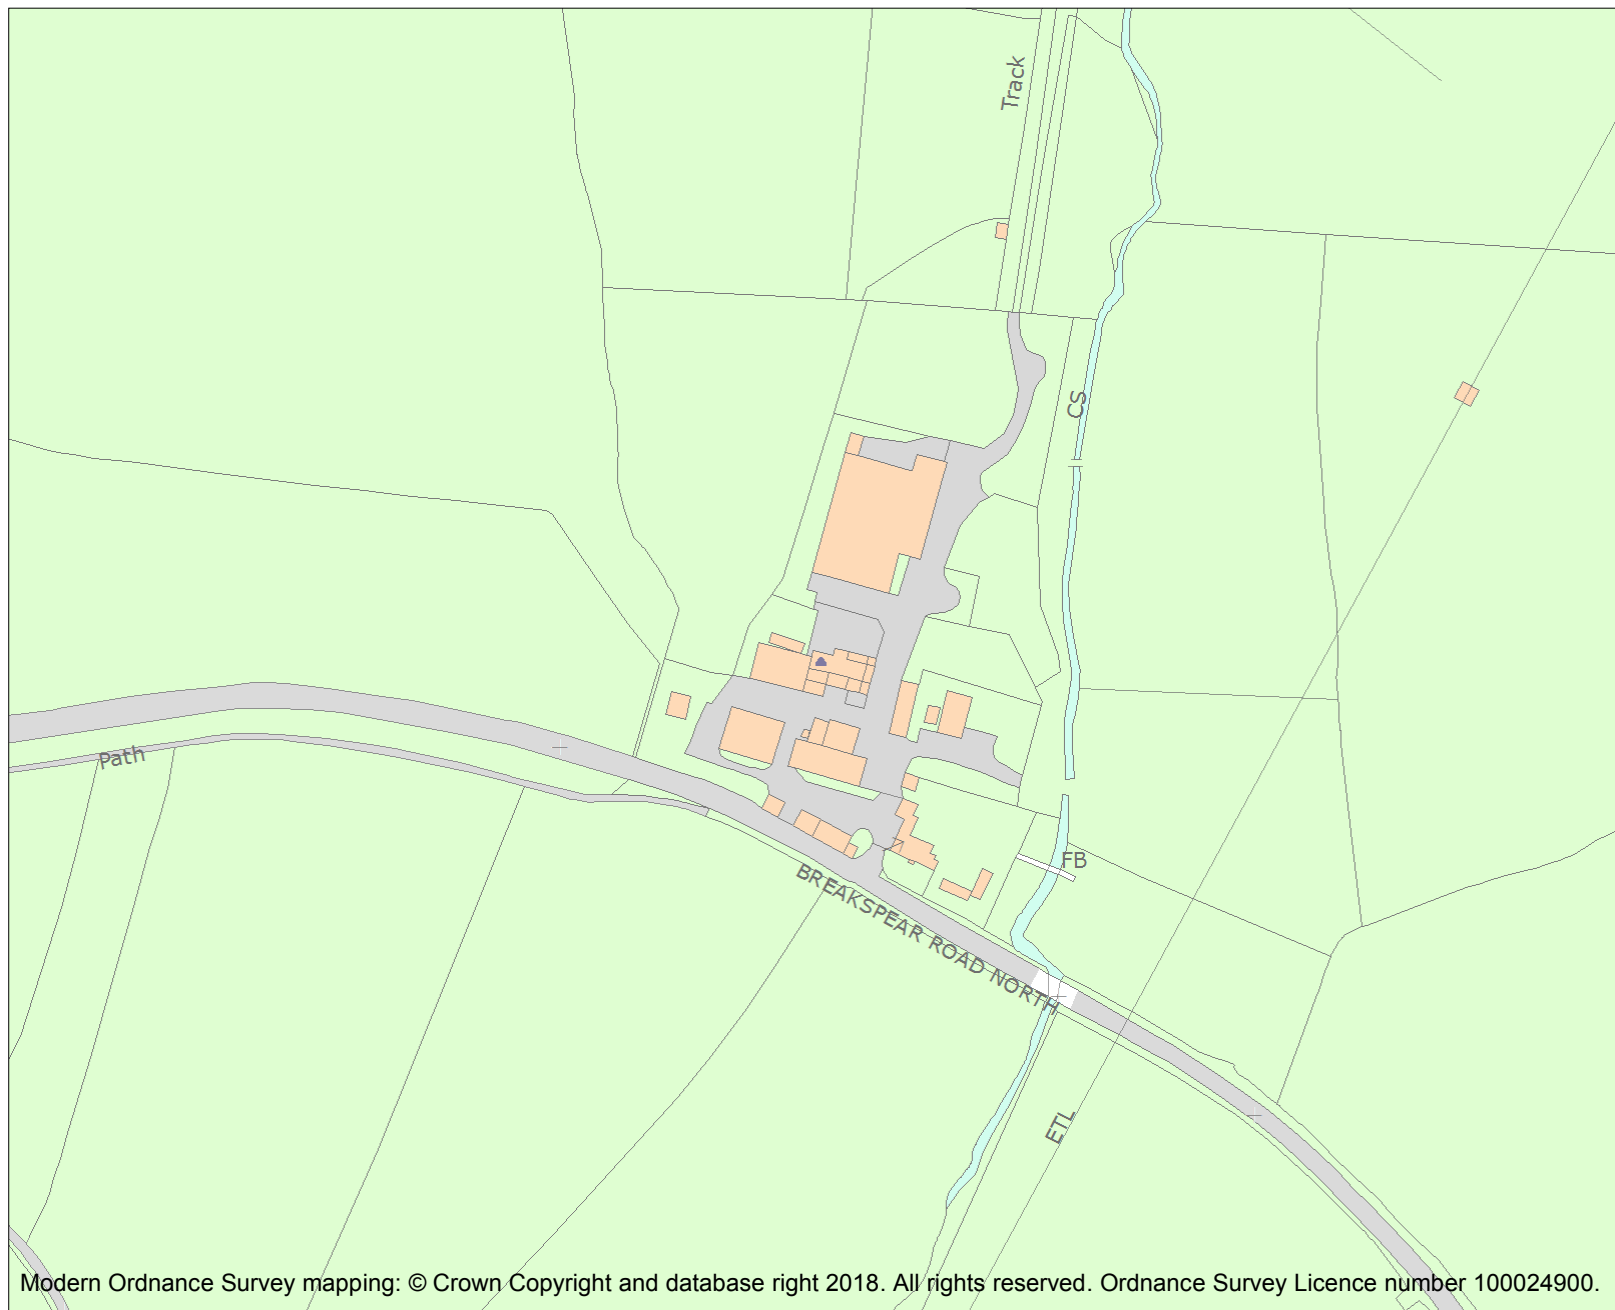 Track
CS
Path
FB
BREAKSPEAR ROAD NORTH
ETL
Modern Ordnance Survey mapping: © Crown Copyright and database right 2018. All rights reserved. Ordnance Survey Licence number 100024900.